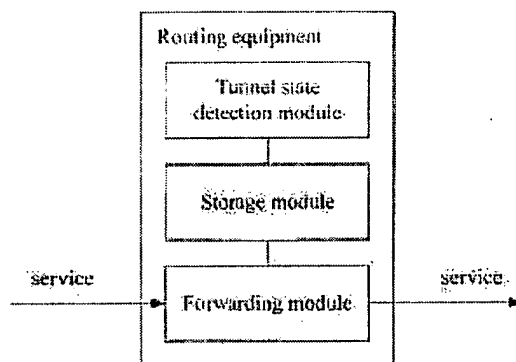 Routing equipment
Tunnel state
detection module
Storage module
service
service
Forwarding module